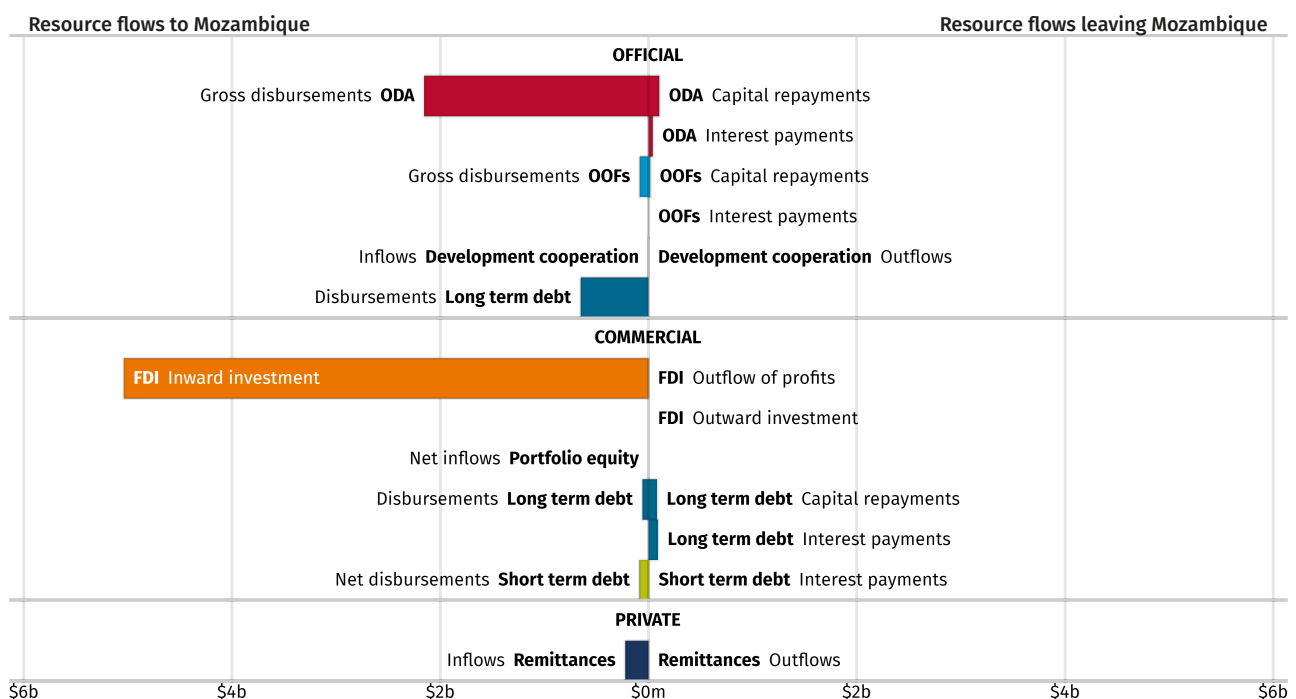 Resource flows to Mozambique Resource flows leaving Mozambique
OFFICIAL
Gross disbursements ODA ODA Capital repayments
ODA Interest payments
Gross disbursements OOFs OOFs Capital repayments
OOFs Interest payments
Inflows Development cooperation Development cooperation Outflows
Disbursements Long term debt
COMMERCIAL
FDI Inward investment FDI Outflow of profits
FDI Outward investment
Net inflows Portfolio equity
Disbursements Long term debt Long term debt Capital repayments
Long term debt Interest payments
Net disbursements Short term debt Short term debt Interest payments
PRIVATE
Inflows Remittances Remittances Outflows
$6b $4b $2b $0m $2b $4b $6b